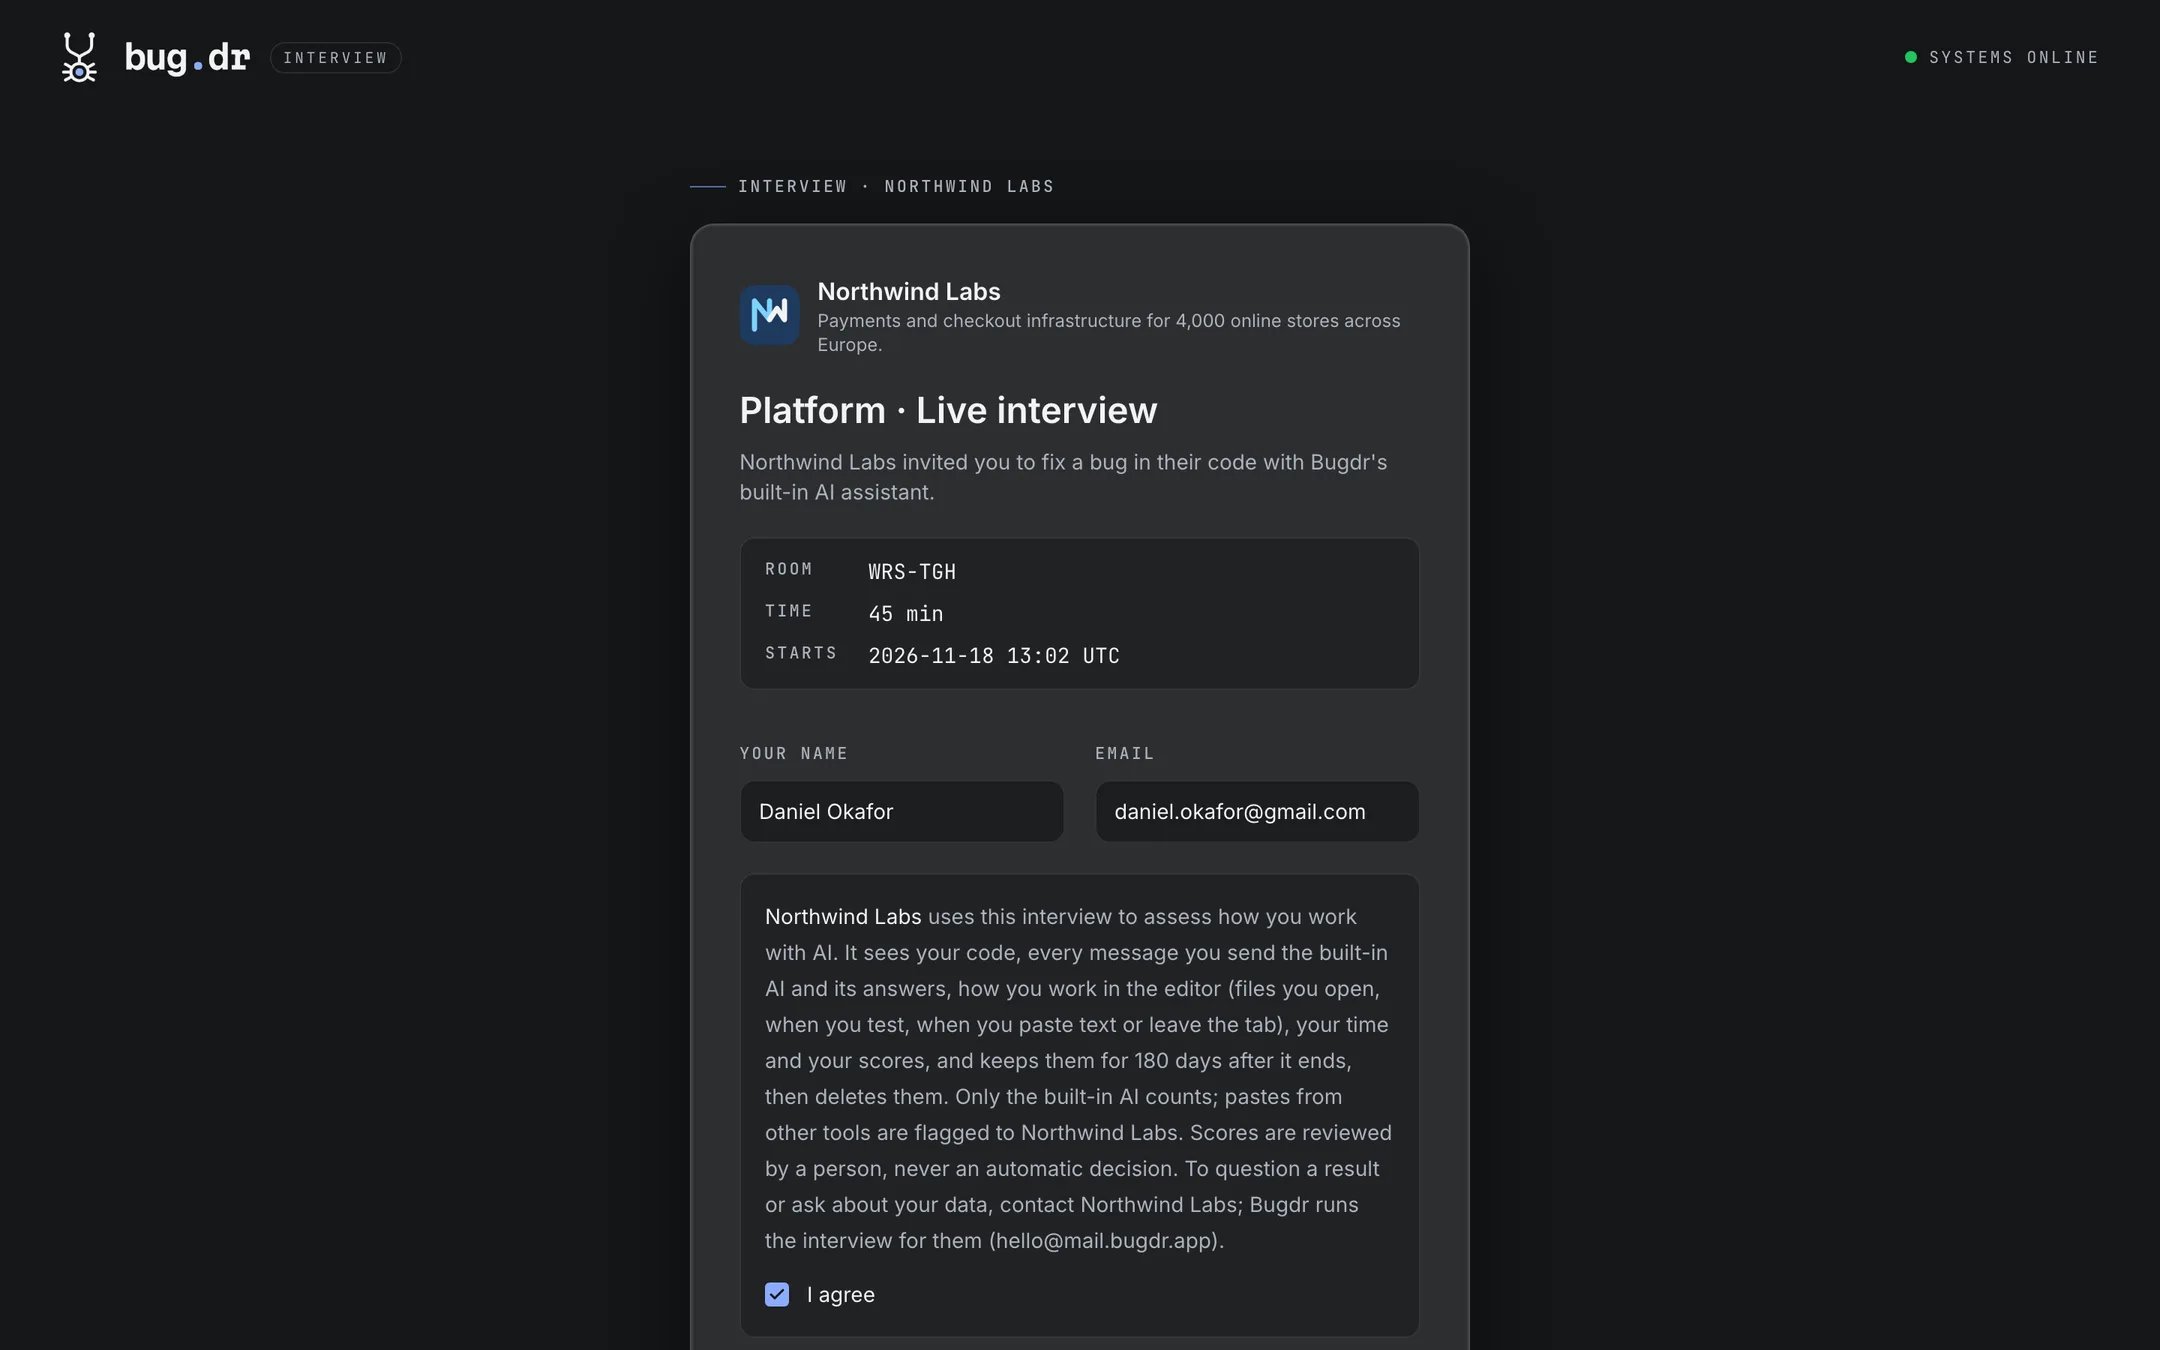 bug.dr INTERVIEW
SYSTEMS ONLINE
INTERVIEW · NORTHWIND LABS
NW
Northwind Labs
Payments and checkout infrastructure for 4,000 online stores across
Europe.
Platform · Live interview
Northwind Labs invited you to fix a bug in their code with Bugdr's
built-in AI assistant.
ROOM WRS-TGH
TIME 45 min
STARTS 2026-11-18 13:02 UTC
YOUR NAME EMAIL
Daniel Okafor daniel.okafor@gmail.com
Northwind Labs uses this interview to assess how you work
with AI. It sees your code, every message you send the built-in
AI and its answers, how you work in the editor (files you open,
when you test, when you paste text or leave the tab), your time
and your scores, and keeps them for 180 days after it ends,
then deletes them. Only the built-in AI counts; pastes from
other tools are flagged to Northwind Labs. Scores are reviewed
by a person, never an automatic decision. To question a result
or ask about your data, contact Northwind Labs; Bugdr runs
the interview for them (hello@mail.bugdr.app).
I agree